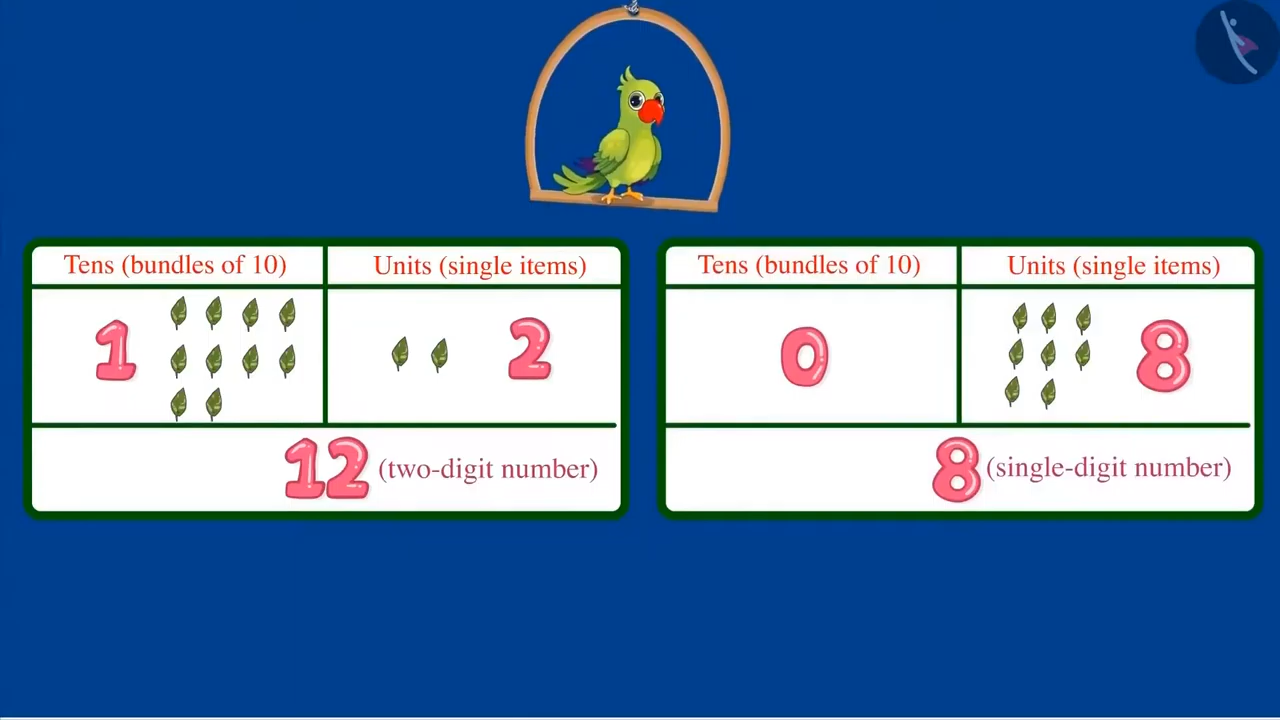 Tens (bundles of 10) Units (single items)
1 2
12 (two-digit number)
Tens (bundles of 10) Units (single items)
0 8
8 (single-digit number)